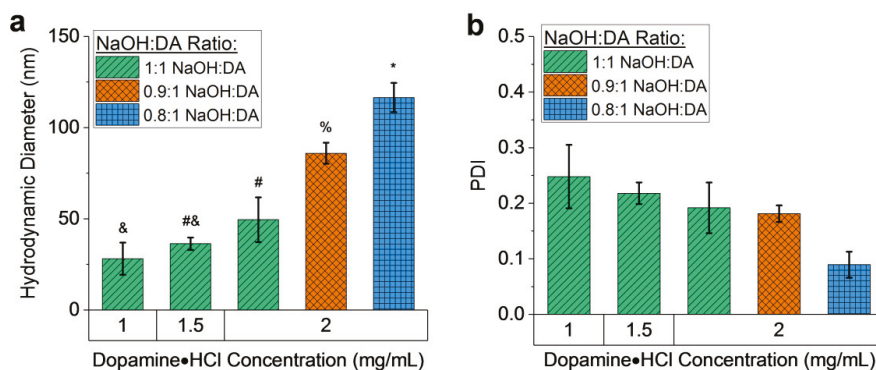 a
Hydrodynamic Diameter (nm)
150
100
50
0
NaOH:DA Ratio:
1:1 NaOH:DA
0.9:1 NaOH:DA
0.8:1 NaOH:DA
&
#&
#
%
*
1
1.5
2
Dopamine●HCl Concentration (mg/mL)
b
PDI
0.5
0.4
0.3
0.2
0.1
0.0
NaOH:DA Ratio:
1:1 NaOH:DA
0.9:1 NaOH:DA
0.8:1 NaOH:DA
1
1.5
2
Dopamine●HCl Concentration (mg/mL)